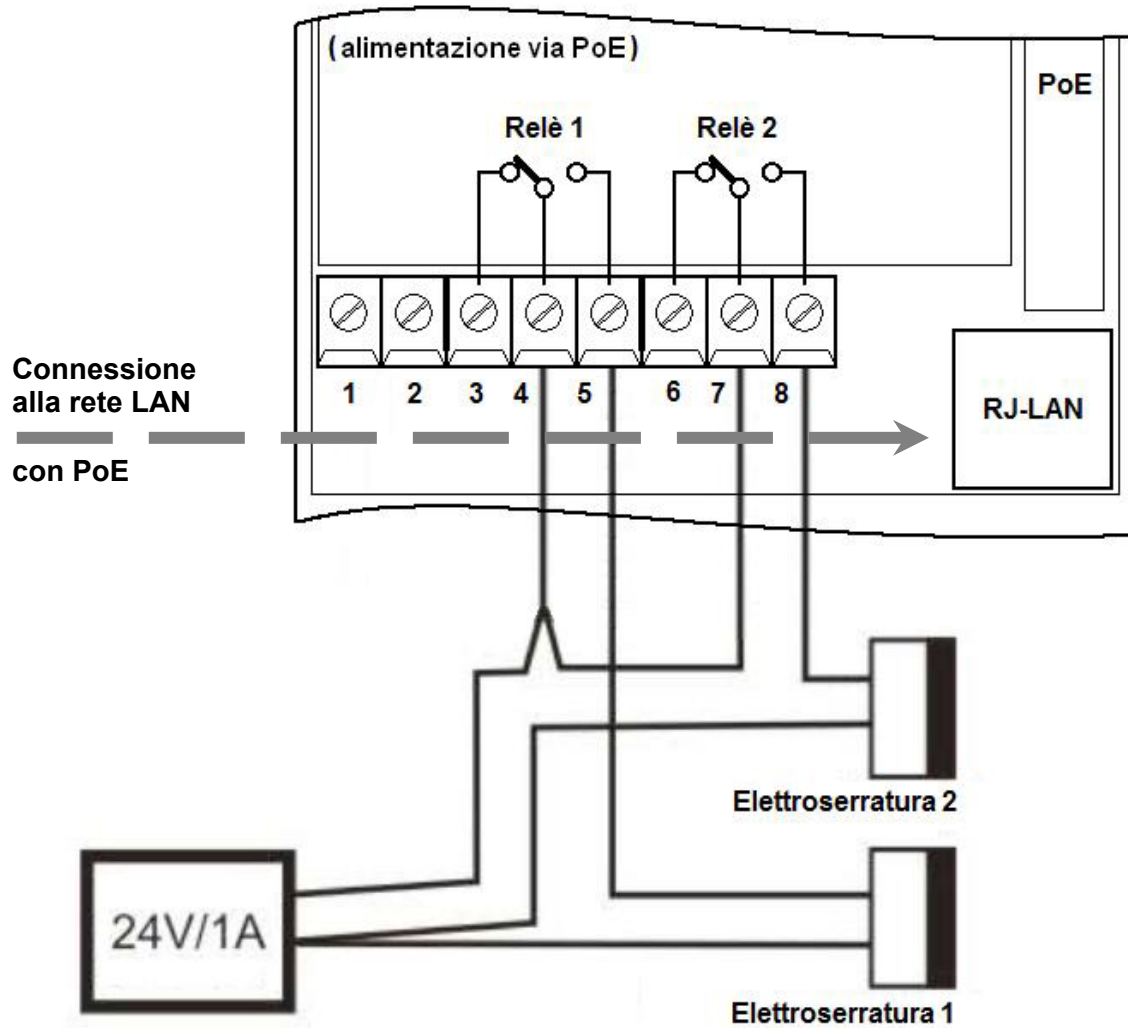 (alimentazione via PoE)
PoE
Relè 1
Relè 2
Connessione
alla rete LAN
con PoE
1 2 3 4 5 6 7 8
RJ-LAN
Elettroserratura 2
24V/1A
Elettroserratura 1